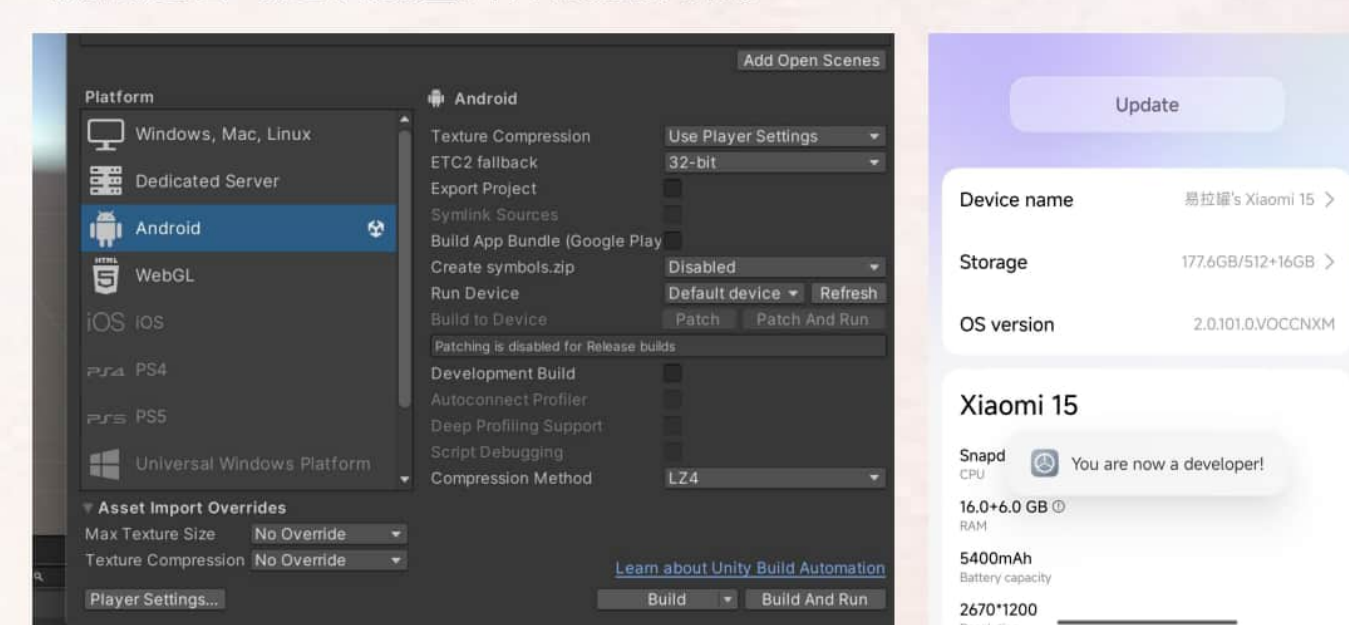 Add Open Scenes
Platform
Windows, Mac, Linux
Dedicated Server
Android
HTML
5
WebGL
iOS iOS
PS4 PS4
PS5 PS5
Universal Windows Platform
Asset Import Overrides
Max Texture Size No Override
Texture Compression No Override
Player Settings...
Android
Texture Compression Use Player Settings
ETC2 fallback 32-bit
Export Project
Symlink Sources
Build App Bundle (Google Play
Create symbols.zip Disabled
Run Device Default device Refresh
Build to Device Patch Patch And Run
Patching is disabled for Release builds
Development Build
Autoconnect Profiler
Deep Profiling Support
Script Debugging
Compression Method LZ4
Learn about Unity Build Automation
Build Build And Run
Update
Device name 易拉罐's Xiaomi 15 >
Storage 177.6GB/512+16GB >
OS version 2.0.101.0.VOCCNXM
Xiaomi 15
Snapd
CPU
You are now a developer!
16.0+6.0 GB
RAM
5400mAh
Battery capacity
2670*1200